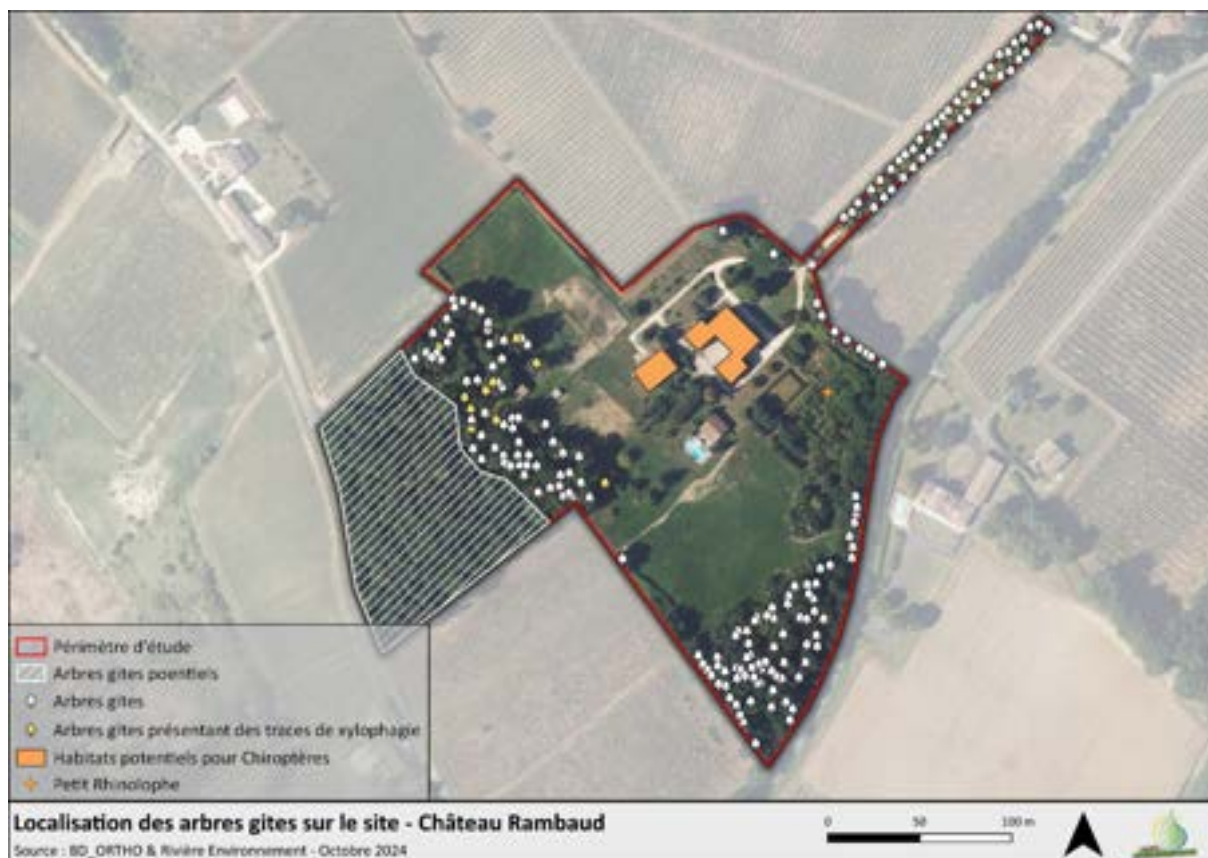 Périmètre d'étude
Arbres gites poentiels
Arbres gites
Arbres gites présentant des traces de xylophagie
Habitats potentiels pour Chiroptères
Petit Rhinolophe
Localisation des arbres gites sur le site - Château Rambaud
0 50 100 m
Source : BD_ORTHO & Rivière Environnement - Octobre 2024